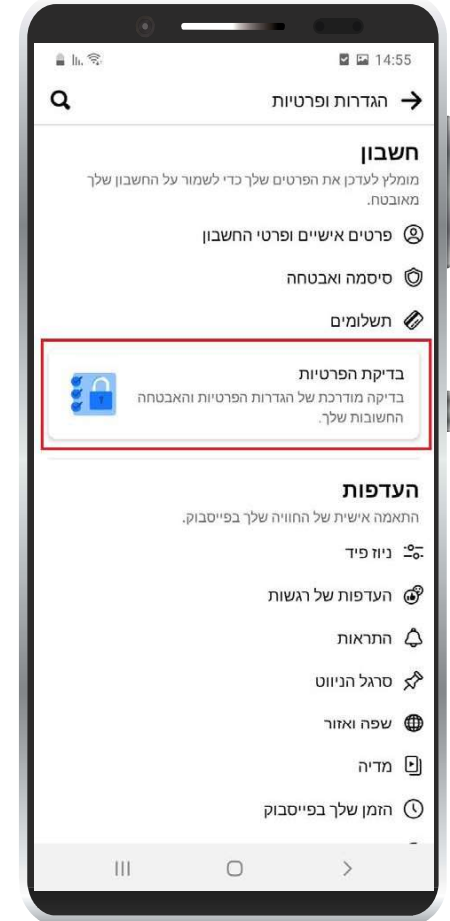 14:55
הגדרות ופרטיות
חשבון
מומלץ לעדכן את הפרטים שלך כדי לשמור על החשבון שלך
מאובטח.
פרטים אישיים ופרטי החשבון
סיסמה ואבטחה
תשלומים
בדיקת הפרטיות
בדיקה מודרכת של הגדרות הפרטיות והאבטחה
החשובות שלך.
העדפות
התאמה אישית של החוויה שלך בפייסבוק.
ניוז פיד
העדפות של רגשות
התראות
סרגל הניווט
שפה ואזור
מדיה
הזמן שלך בפייסבוק